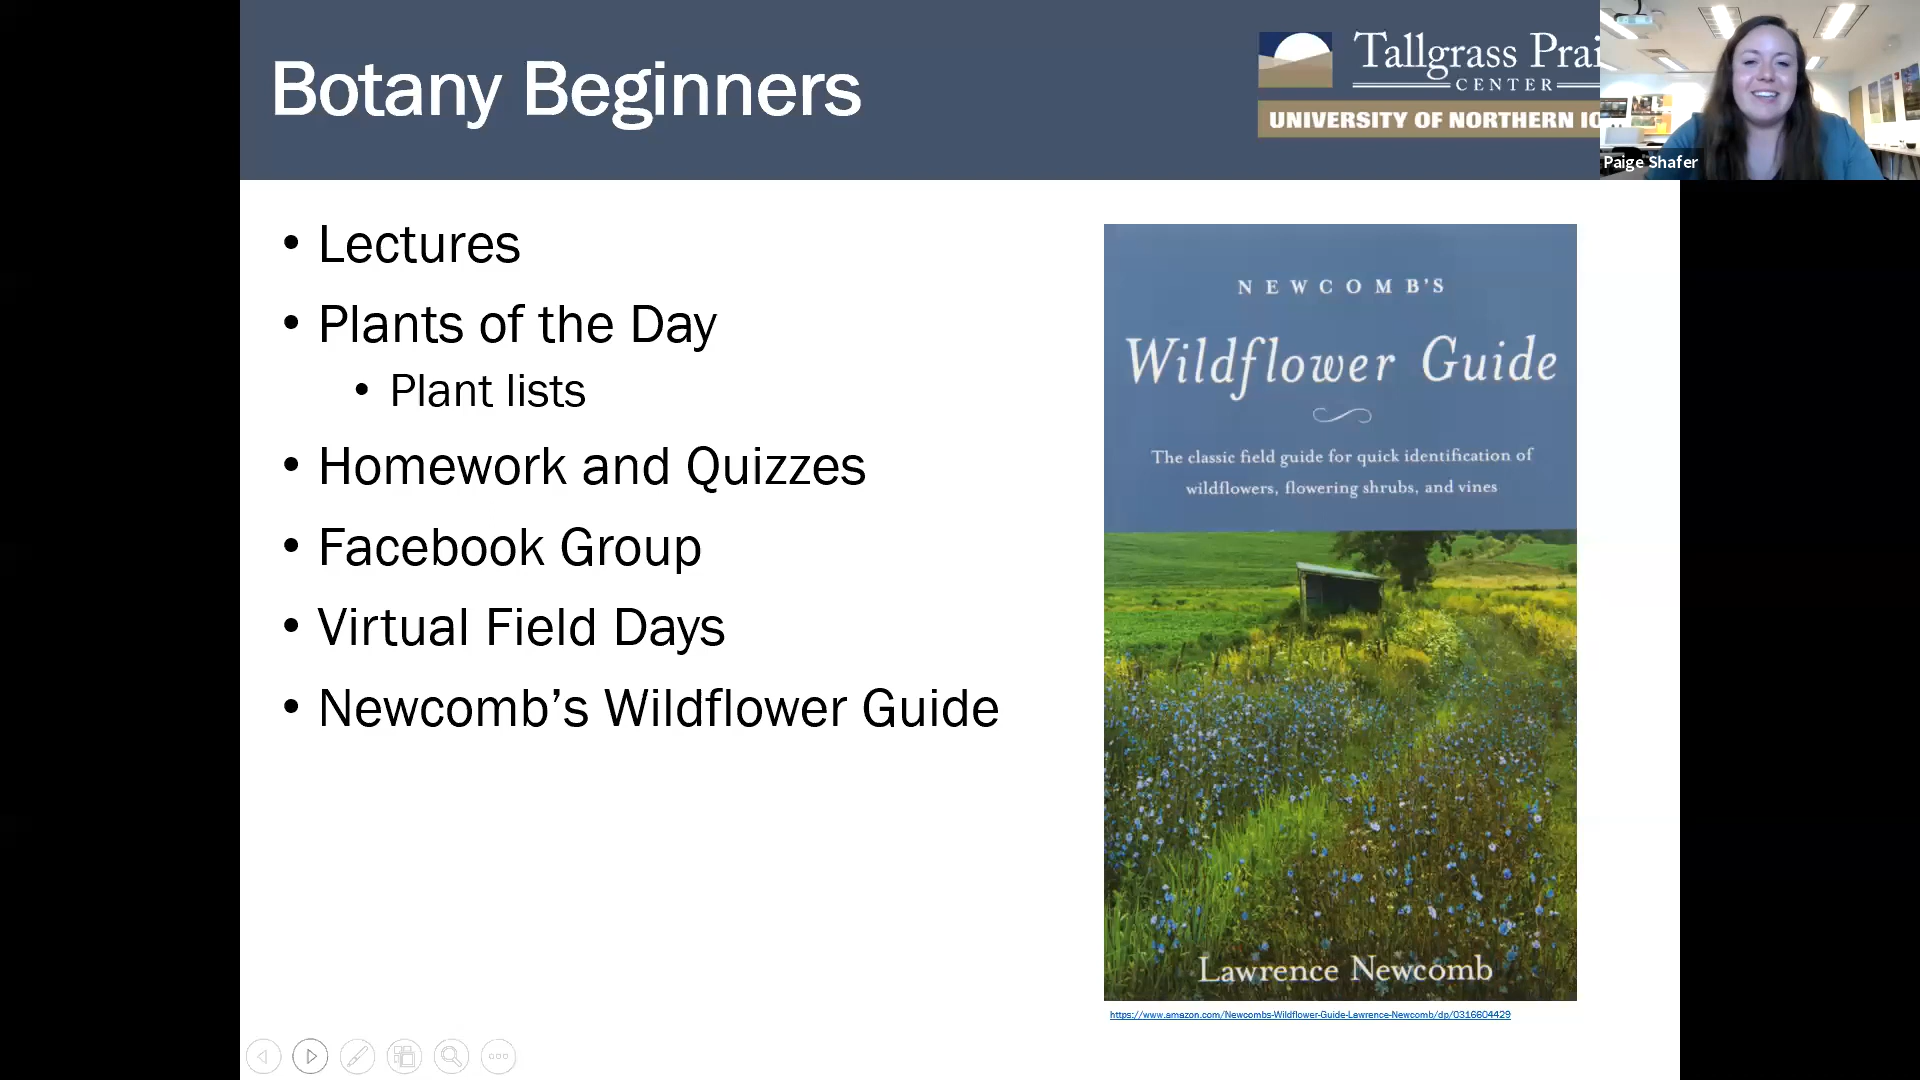 Botany Beginners
Tallgrass Prai
CENTER
UNIVERSITY OF NORTHERN IO
Paige Shafer
• Lectures
• Plants of the Day
• Plant lists
• Homework and Quizzes
• Facebook Group
• Virtual Field Days
• Newcomb’s Wildflower Guide
NEWCOMB'S
Wildflower Guide
The classic field guide for quick identification of
wildflowers, flowering shrubs, and vines
Lawrence Newcomb
https://www.amazon.com/Newcombs-Wildflower-Guide-Lawrence-Newcomb/dp/0316604429